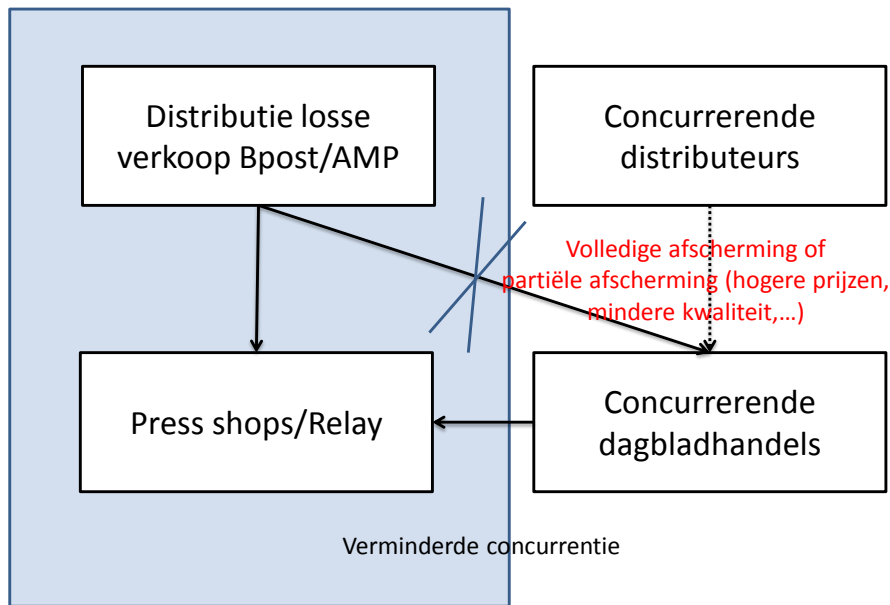 Distributie losse
verkoop Bpost/AMP
Concurrerende
distributeurs
Volledige afscherming of
partiële afscherming (hogere prijzen,
mindere kwaliteit,…)
Press shops/Relay
Concurrerende
dagbladhandels
Verminderde concurrentie